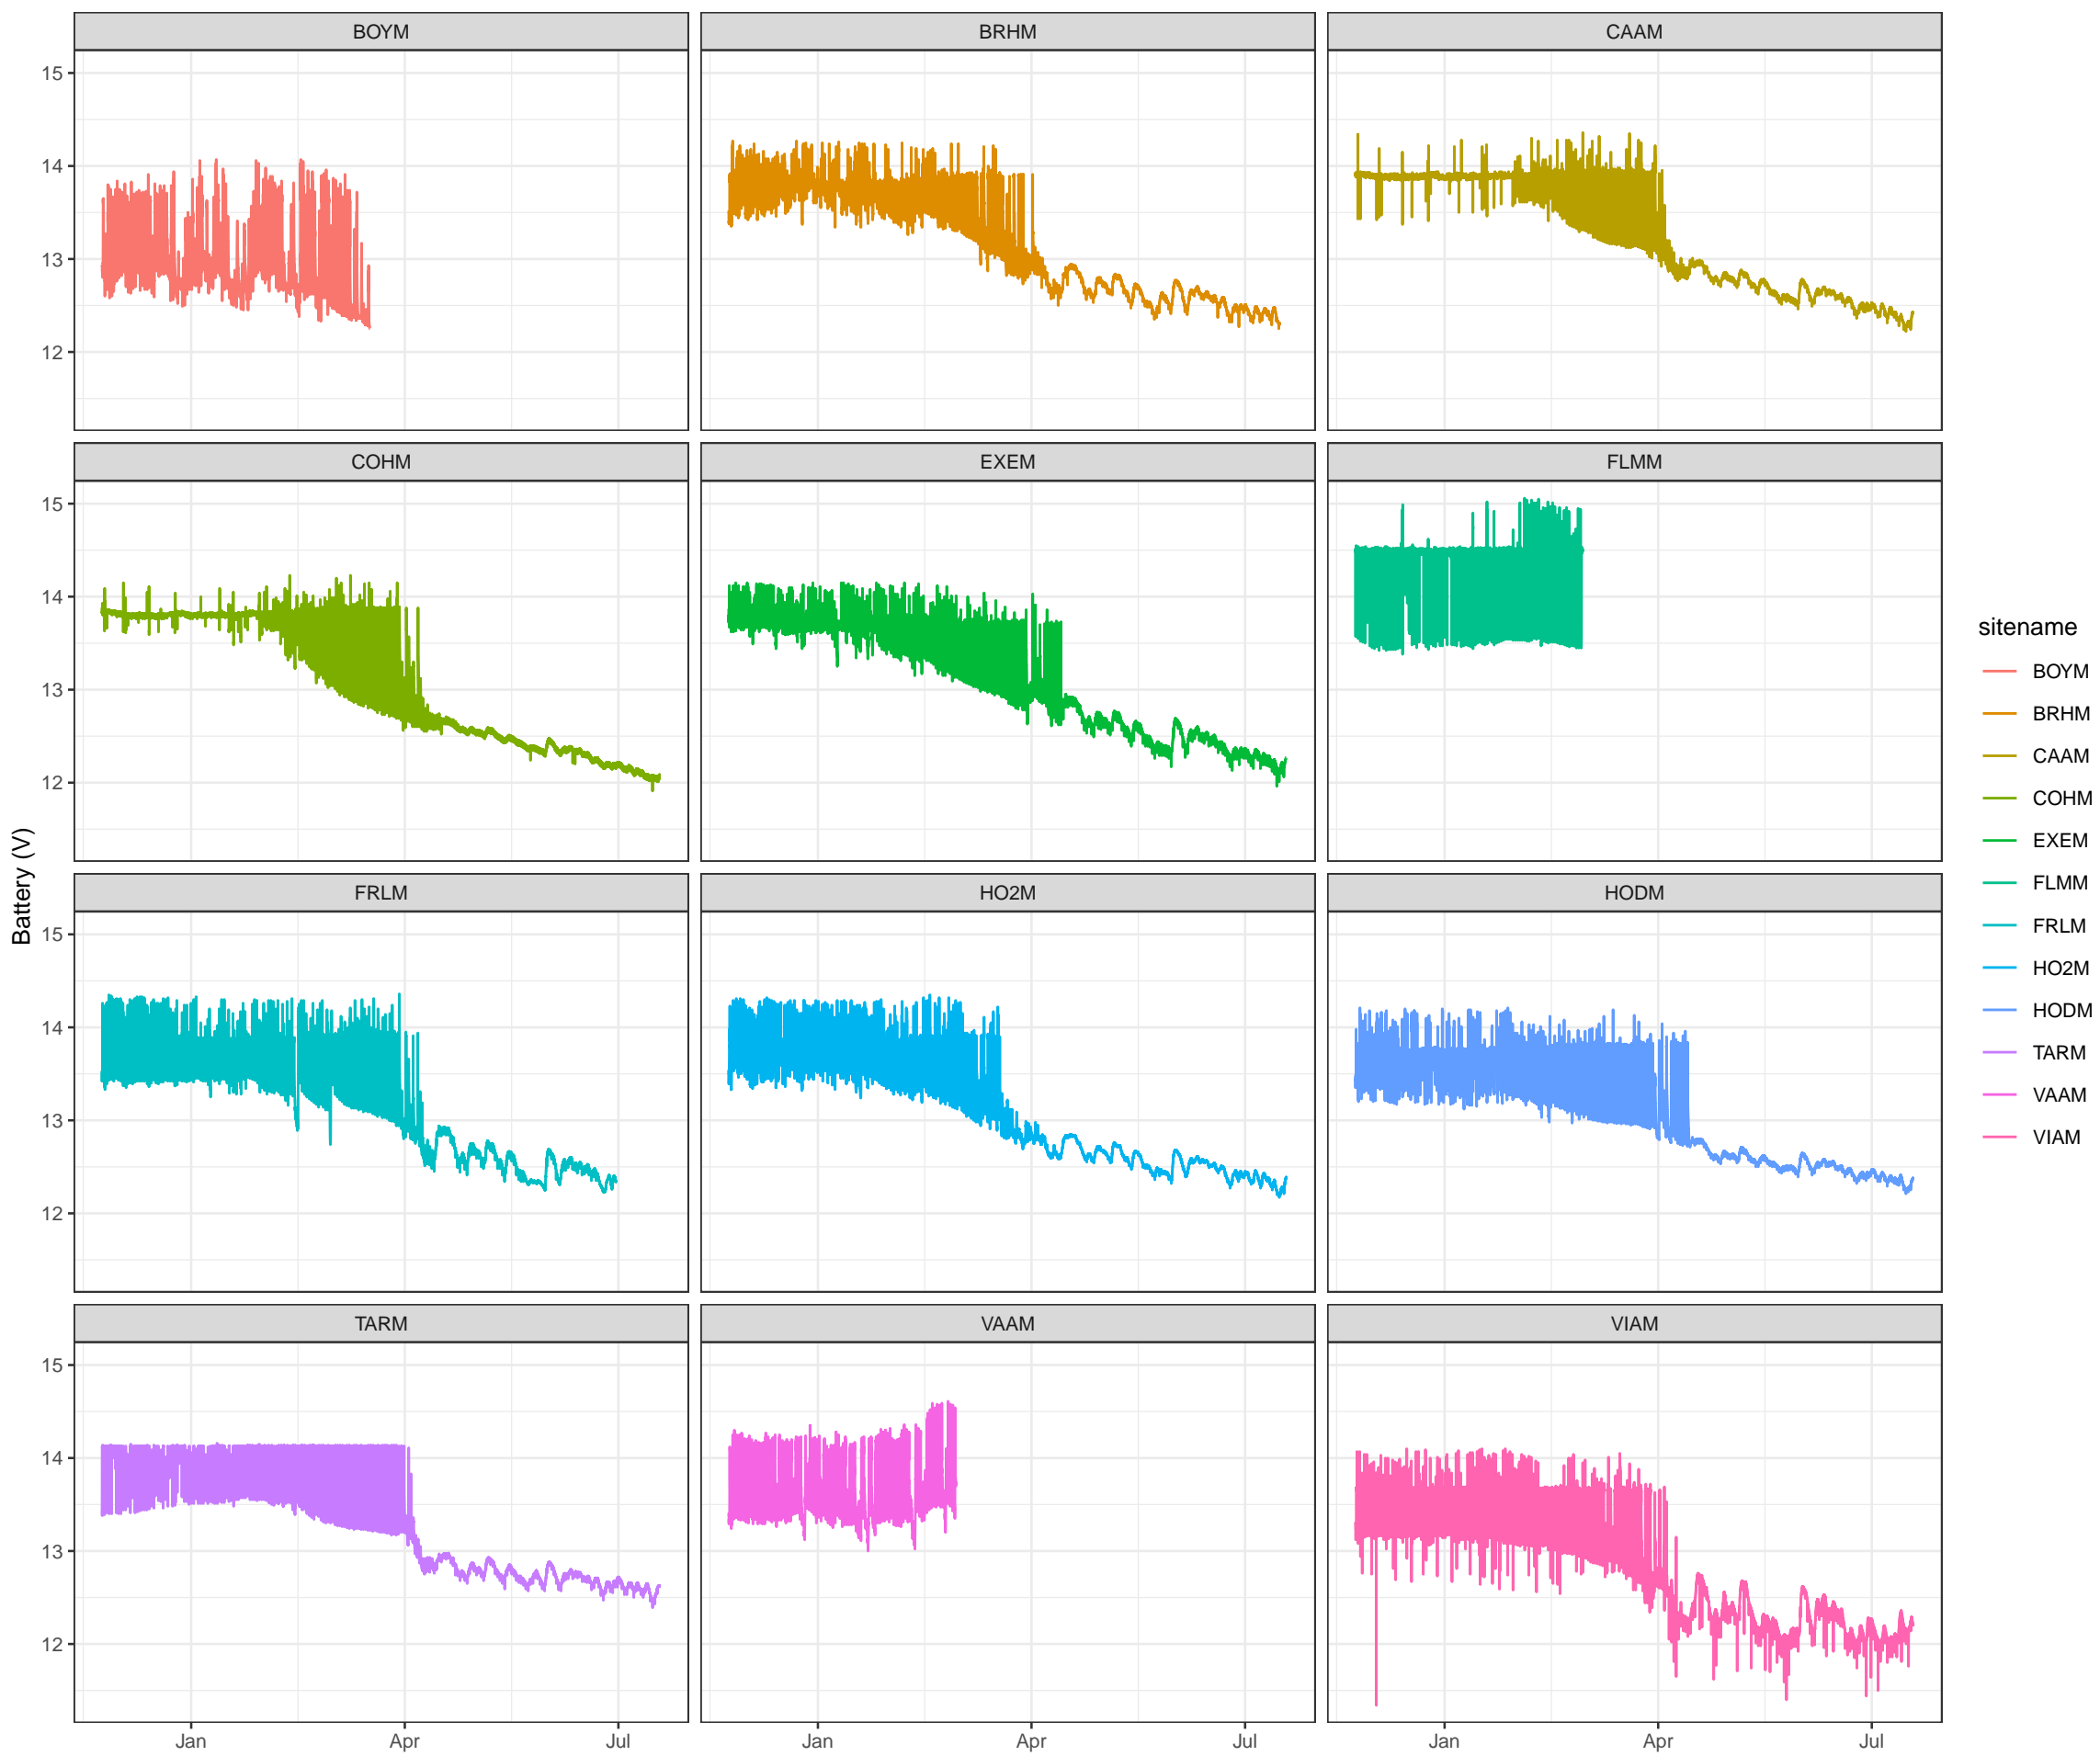 BOYM BRHM CAAM
15
14
13
12
COHM EXEM FLMM
15
14
13
12
Battery (V)
FRLM HO2M HODM
15
14
13
12
TARM VAAM VIAM
15
14
13
12
Jan Apr Jul Jan Apr Jul Jan Apr Jul
sitename
BOYM
BRHM
CAAM
COHM
EXEM
FLMM
FRLM
HO2M
HODM
TARM
VAAM
VIAM